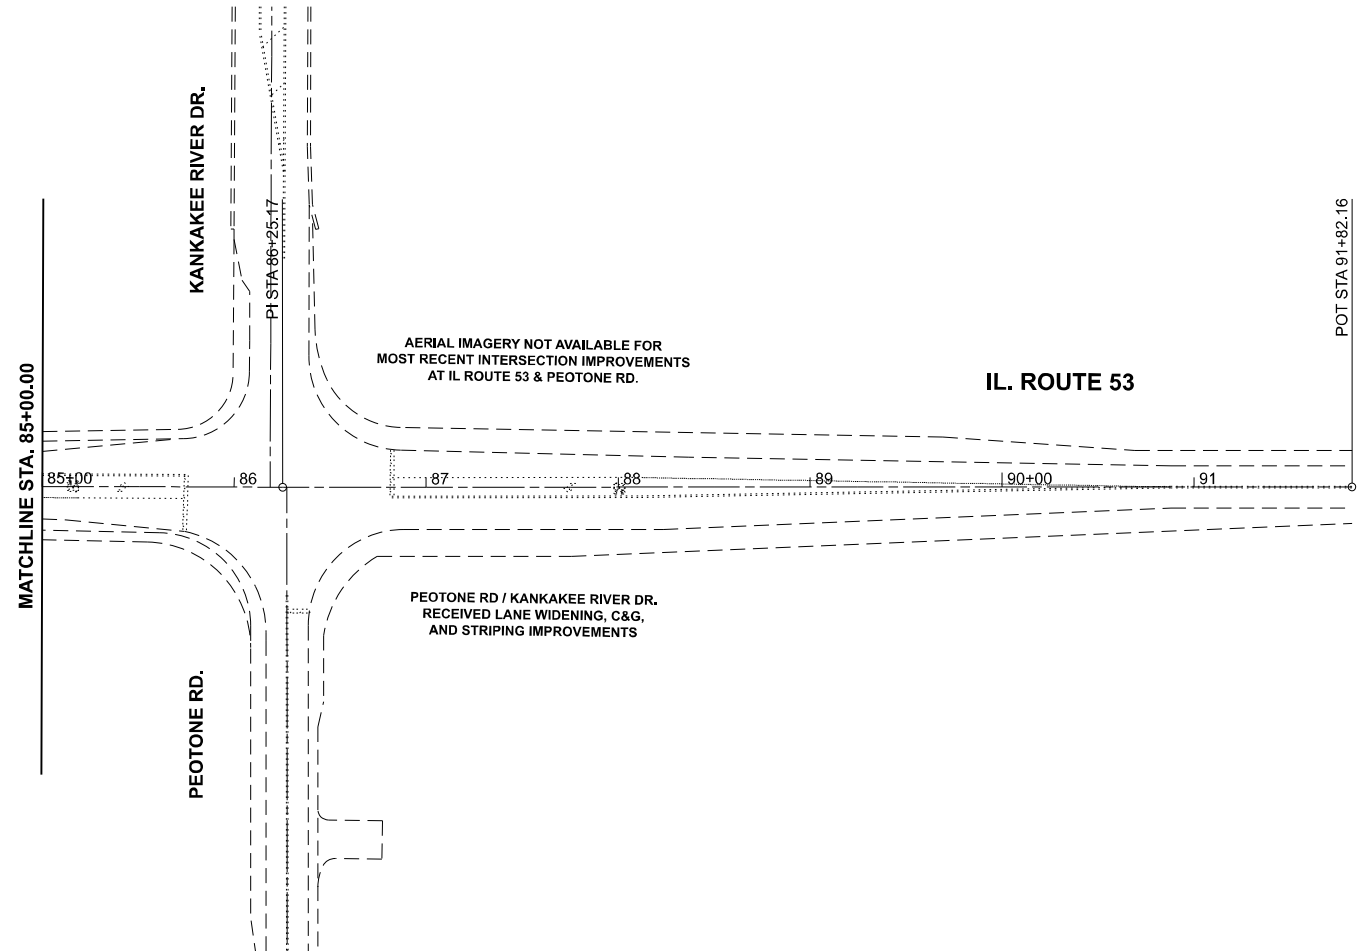 KANKAKEE RIVER DR.
PI STA 86+25.17
POT STA 91+82.16
AERIAL IMAGERY NOT AVAILABLE FOR
MOST RECENT INTERSECTION IMPROVEMENTS
AT IL ROUTE 53 & PEOTONE RD.
IL. ROUTE 53
MATCHLINE STA. 85+00.00
85+00
86
87
88
89
90+00
91
PEOTONE RD / KANKAKEE RIVER DR.
RECEIVED LANE WIDENING, C&G,
AND STRIPING IMPROVEMENTS
PEOTONE RD.